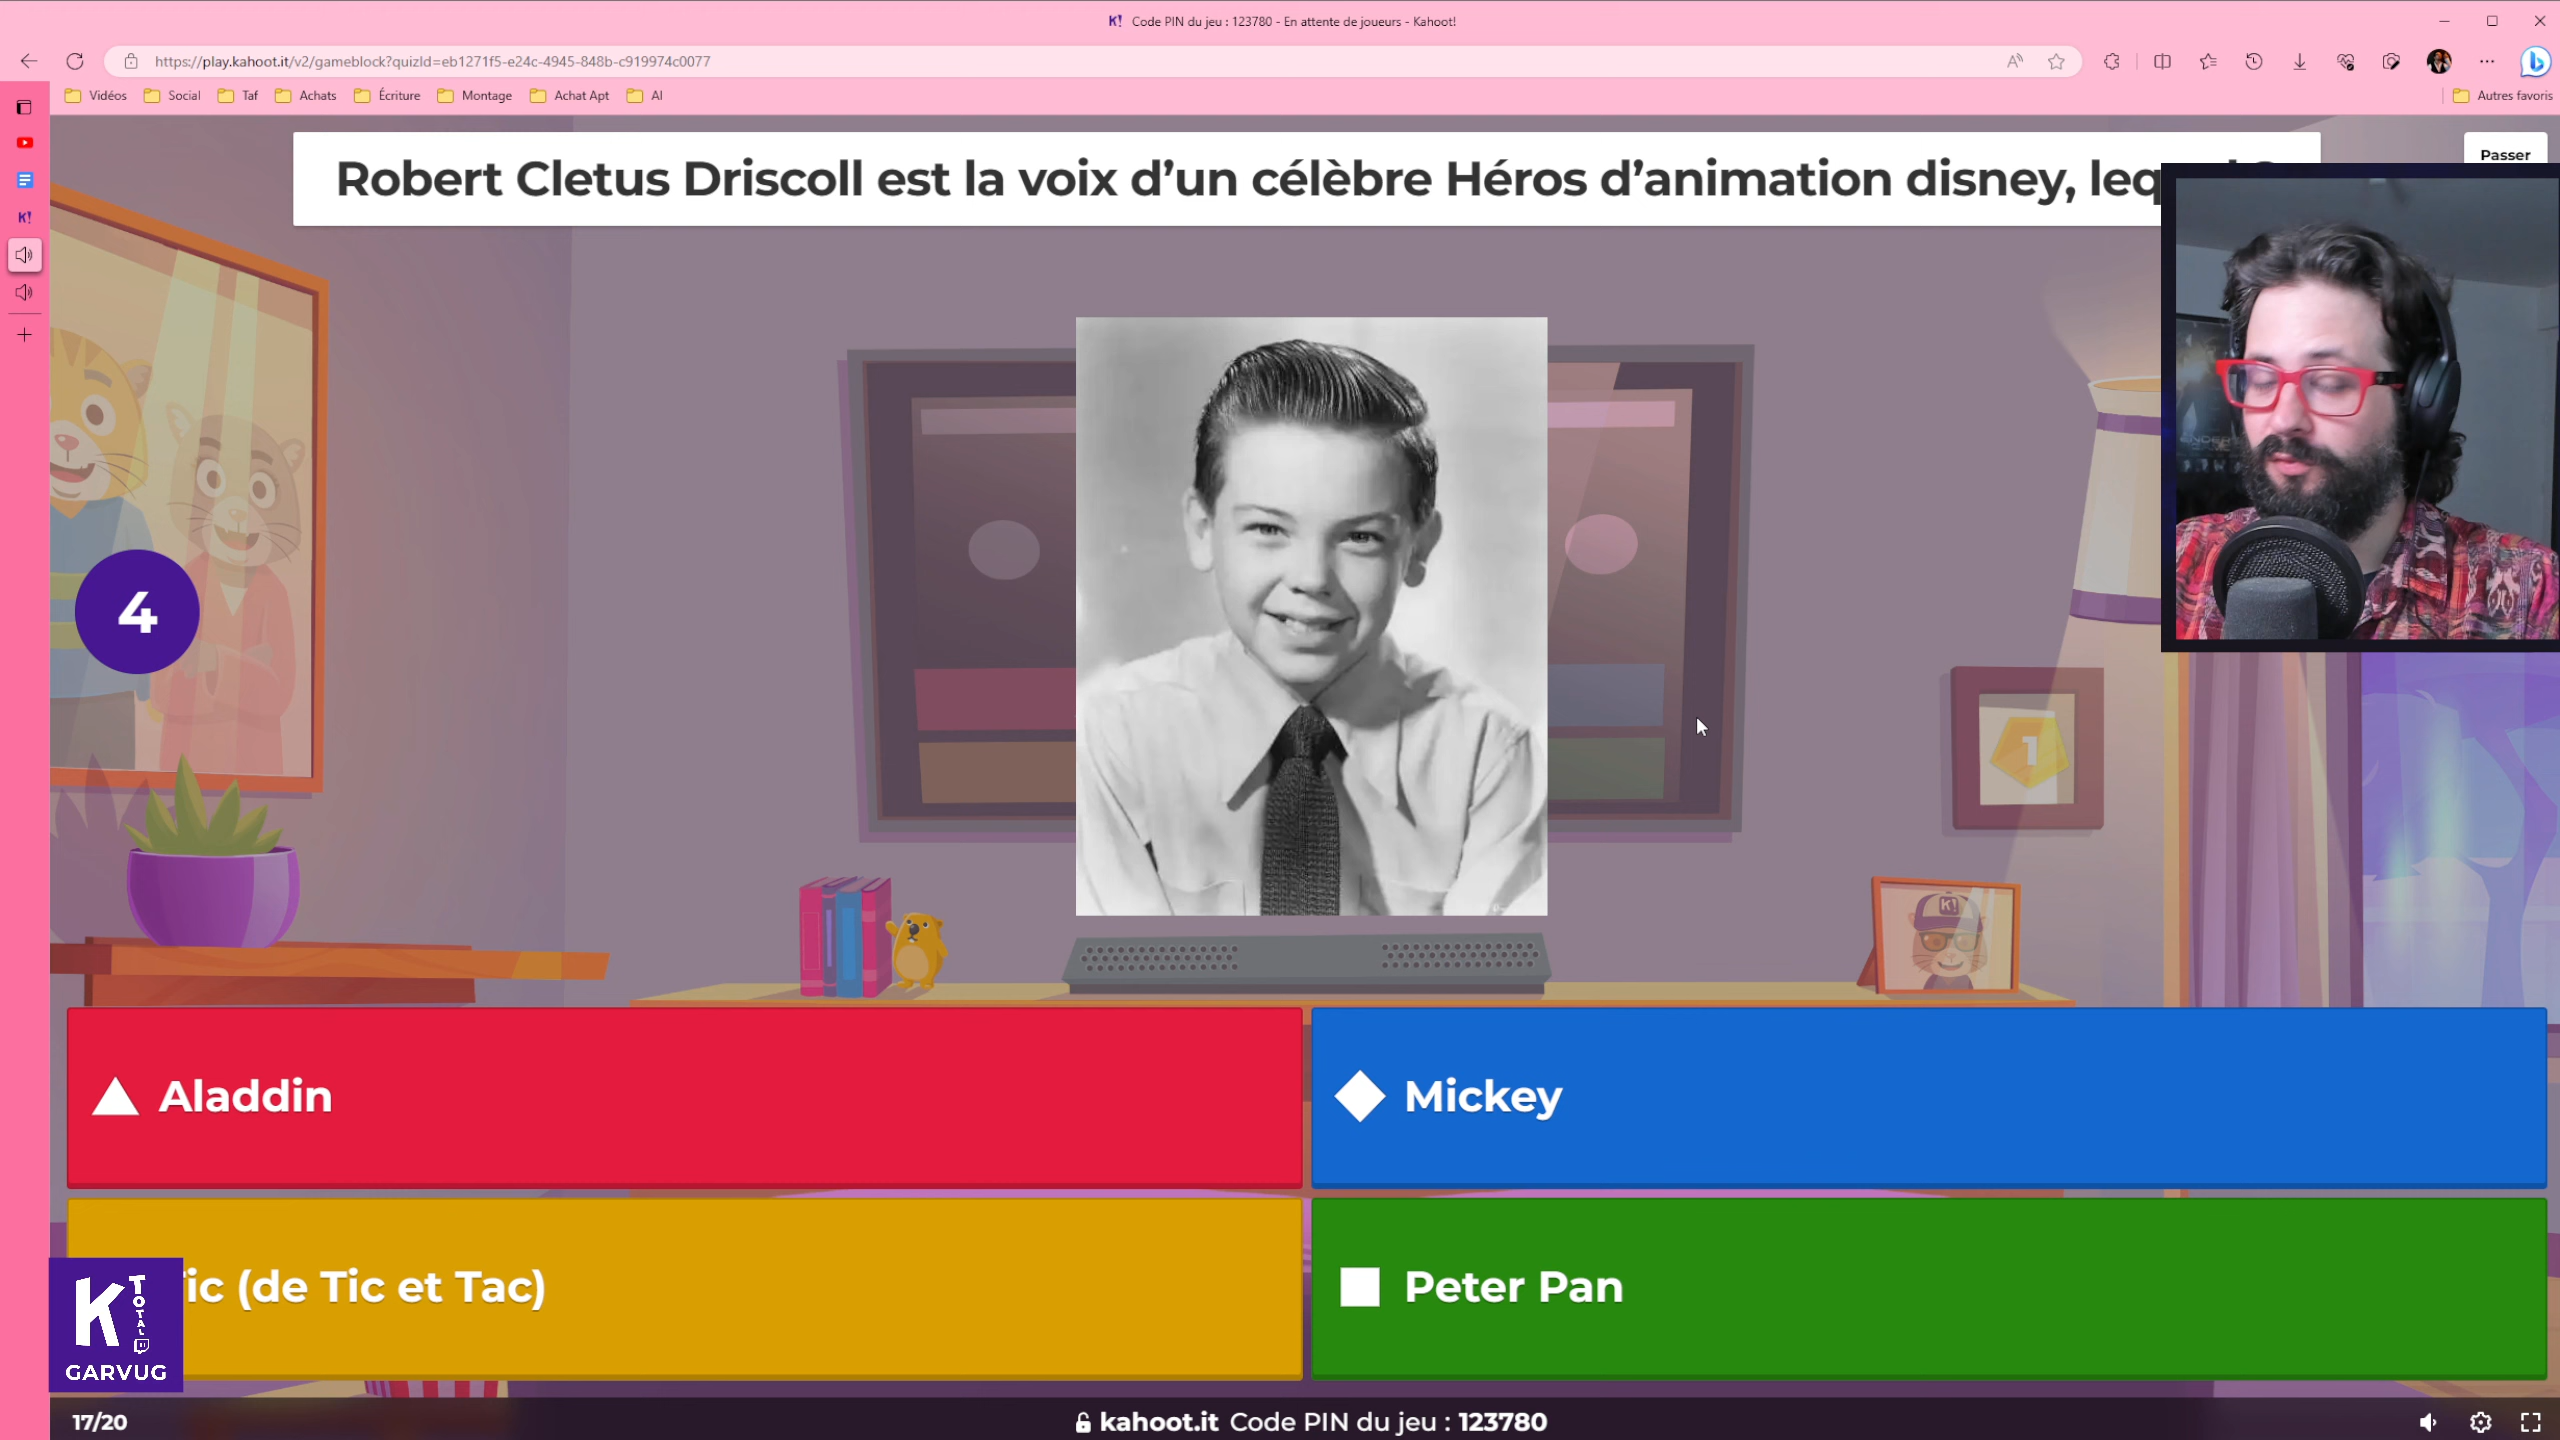 Code PIN du jeu : 123780 - En attente de joueurs - Kahoot!
https://play.kahoot.it/v2/gameblock?quizId=eb1271f5-e24c-4945-848b-c919974c0077
Vidéos Social Taf Achats Écriture Montage Achat Apt AI Autres favoris
Robert Cletus Driscoll est la voix d'un célèbre Héros d'animation disney,
Passer
4
1
K!
Aladdin
Mickey
(de Tic et Tac)
Peter Pan
K TOTAL
GARVUG
17/20
kahoot.it Code PIN du jeu : 123780